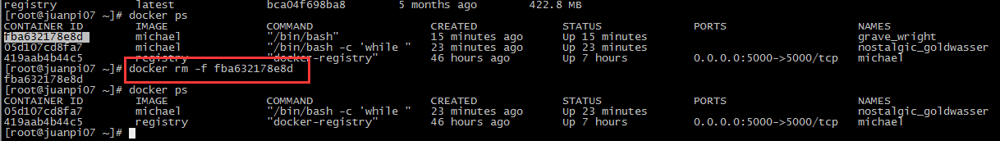 registry latest bca04f698ba8 5 months ago 422.8 MB
[root@juanpi07 ~]# docker ps
CONTAINER ID IMAGE COMMAND CREATED STATUS PORTS NAMES
fba632178e8d michael "/bin/bash" 15 minutes ago Up 15 minutes grave_wright
05d107cd8fa7 michael "/bin/bash -c 'while " 23 minutes ago Up 23 minutes nostalgic_goldwasser
419aab4b44c5 registry "docker-registry" 46 hours ago Up 7 hours 0.0.0.0:5000->5000/tcp michael
[root@juanpi07 ~]# docker rm -f fba632178e8d
fba632178e8d
[root@juanpi07 ~]# docker ps
CONTAINER ID IMAGE COMMAND CREATED STATUS PORTS NAMES
05d107cd8fa7 michael "/bin/bash -c 'while " 23 minutes ago Up 23 minutes nostalgic_goldwasser
419aab4b44c5 registry "docker-registry" 46 hours ago Up 7 hours 0.0.0.0:5000->5000/tcp michael
[root@juanpi07 ~]#